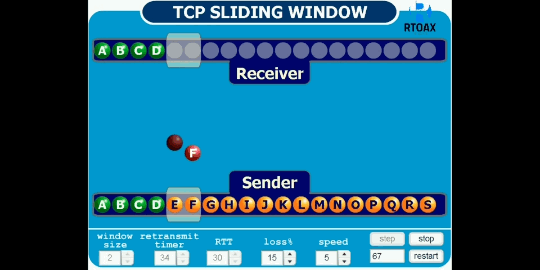 TCP SLIDING WINDOW
RTOAX
A B C D
Receiver
F
Sender
A B C D E F G H I J K L M N O P Q R S
window size
retransmit timer
RTT
loss%
speed
step
stop
2
34
30
15
5
67
restart